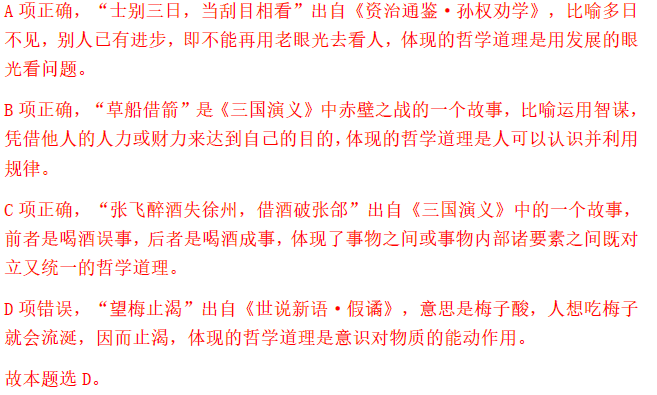 A 项正确，“士别三日，当刮目相看”出自《资治通鉴·孙权劝学》，比喻多日
不见，别人已有进步，即不能再用老眼光去看人，体现的哲学道理是用发展的眼
光看问题。
B 项正确，“草船借箭”是《三国演义》中赤壁之战的一个故事，比喻运用智谋，
凭借他人的人力或财力来达到自己的目的，体现的哲学道理是人可以认识并利用
规律。
C 项正确，“张飞醉酒失徐州，借酒破张郃”出自《三国演义》中的一个故事，
前者是喝酒误事，后者是喝酒成事，体现了事物之间或事物内部诸要素之间既对
立又统一的哲学道理。
D 项错误，“望梅止渴”出自《世说新语·假谲》，意思是梅子酸，人想吃梅子
就会流涎，因而止渴，体现的哲学道理是意识对物质的能动作用。
故本题选 D。